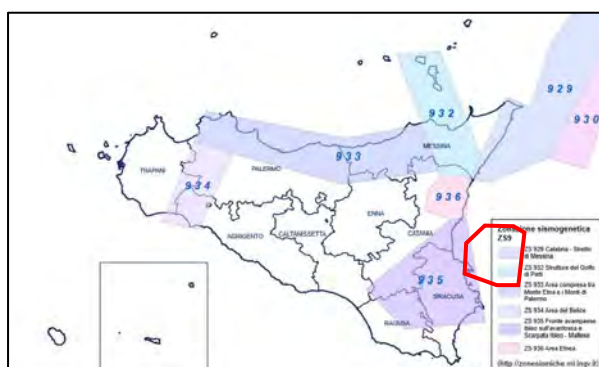 929
932
930
MESSINA
933
TRAPANI
PALERMO
934
936
ENNA
CATANIA
CALTANISSETTA
AGRIGENTO
935
SIRACUSA
RAGUSA
Zonazione sismogenetica
ZS9
ZS 929 Calabria - Stretto
di Messina
ZS 932 Strutture del Golfo
di Patti
ZS 933 Area compresa tra
Monte Etna e i Monti di
Palermo
ZS 934 Area del Belice
ZS 935 Fronte avampaese
Ibleo sull'avanfossa e
Scarpata Ibleo - Maltese
ZS 936 Area Etnea
(http://zonesismiche.mi.ingv.it)